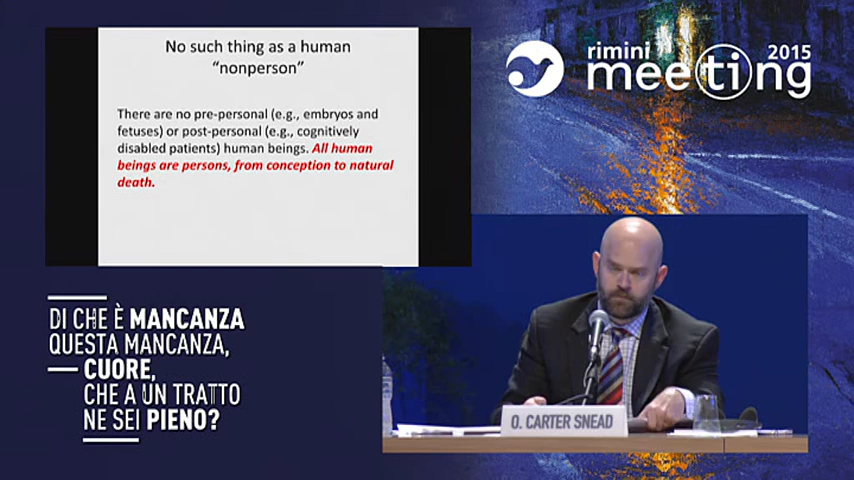 No such thing as a human
“nonperson”
There are no pre-personal (e.g., embryos and
fetuses) or post-personal (e.g., cognitively
disabled patients) human beings. All human
beings are persons, from conception to natural
death.
rimini 2015
meeting
DI CHE È MANCANZA
QUESTA MANCANZA,
CUORE,
CHE A UN TRATTO
NE SEI PIENO?
O. CARTER SNEAD